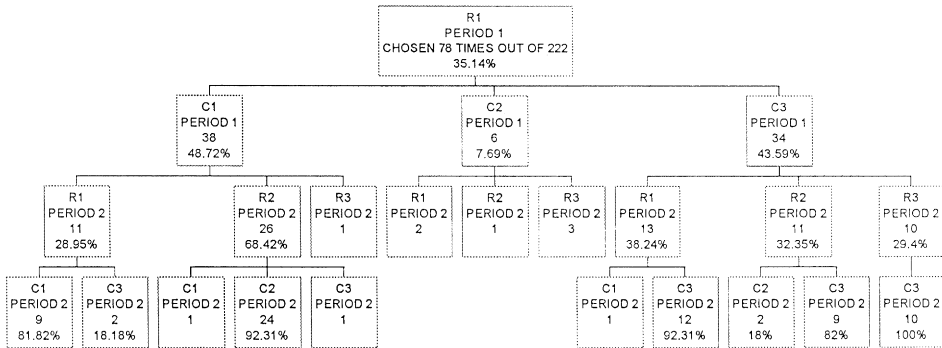 R1
PERIOD 1
CHOSEN 78 TIMES OUT OF 222
35.14%
C1
PERIOD 1
38
48.72%
C2
PERIOD 1
6
7.69%
C3
PERIOD 1
34
43.59%
R1
PERIOD 2
11
28.95%
R2
PERIOD 2
26
68.42%
R3
PERIOD 2
1
R1
PERIOD 2
2
R2
PERIOD 2
1
R3
PERIOD 2
3
R1
PERIOD 2
13
38.24%
R2
PERIOD 2
11
32.35%
R3
PERIOD 2
10
29.4%
C1
PERIOD 2
9
81.82%
C3
PERIOD 2
2
18.18%
C1
PERIOD 2
1
C2
PERIOD 2
24
92.31%
C3
PERIOD 2
1
C1
PERIOD 2
1
C3
PERIOD 2
12
92.31%
C2
PERIOD 2
2
18%
C3
PERIOD 2
9
82%
C3
PERIOD 2
10
100%